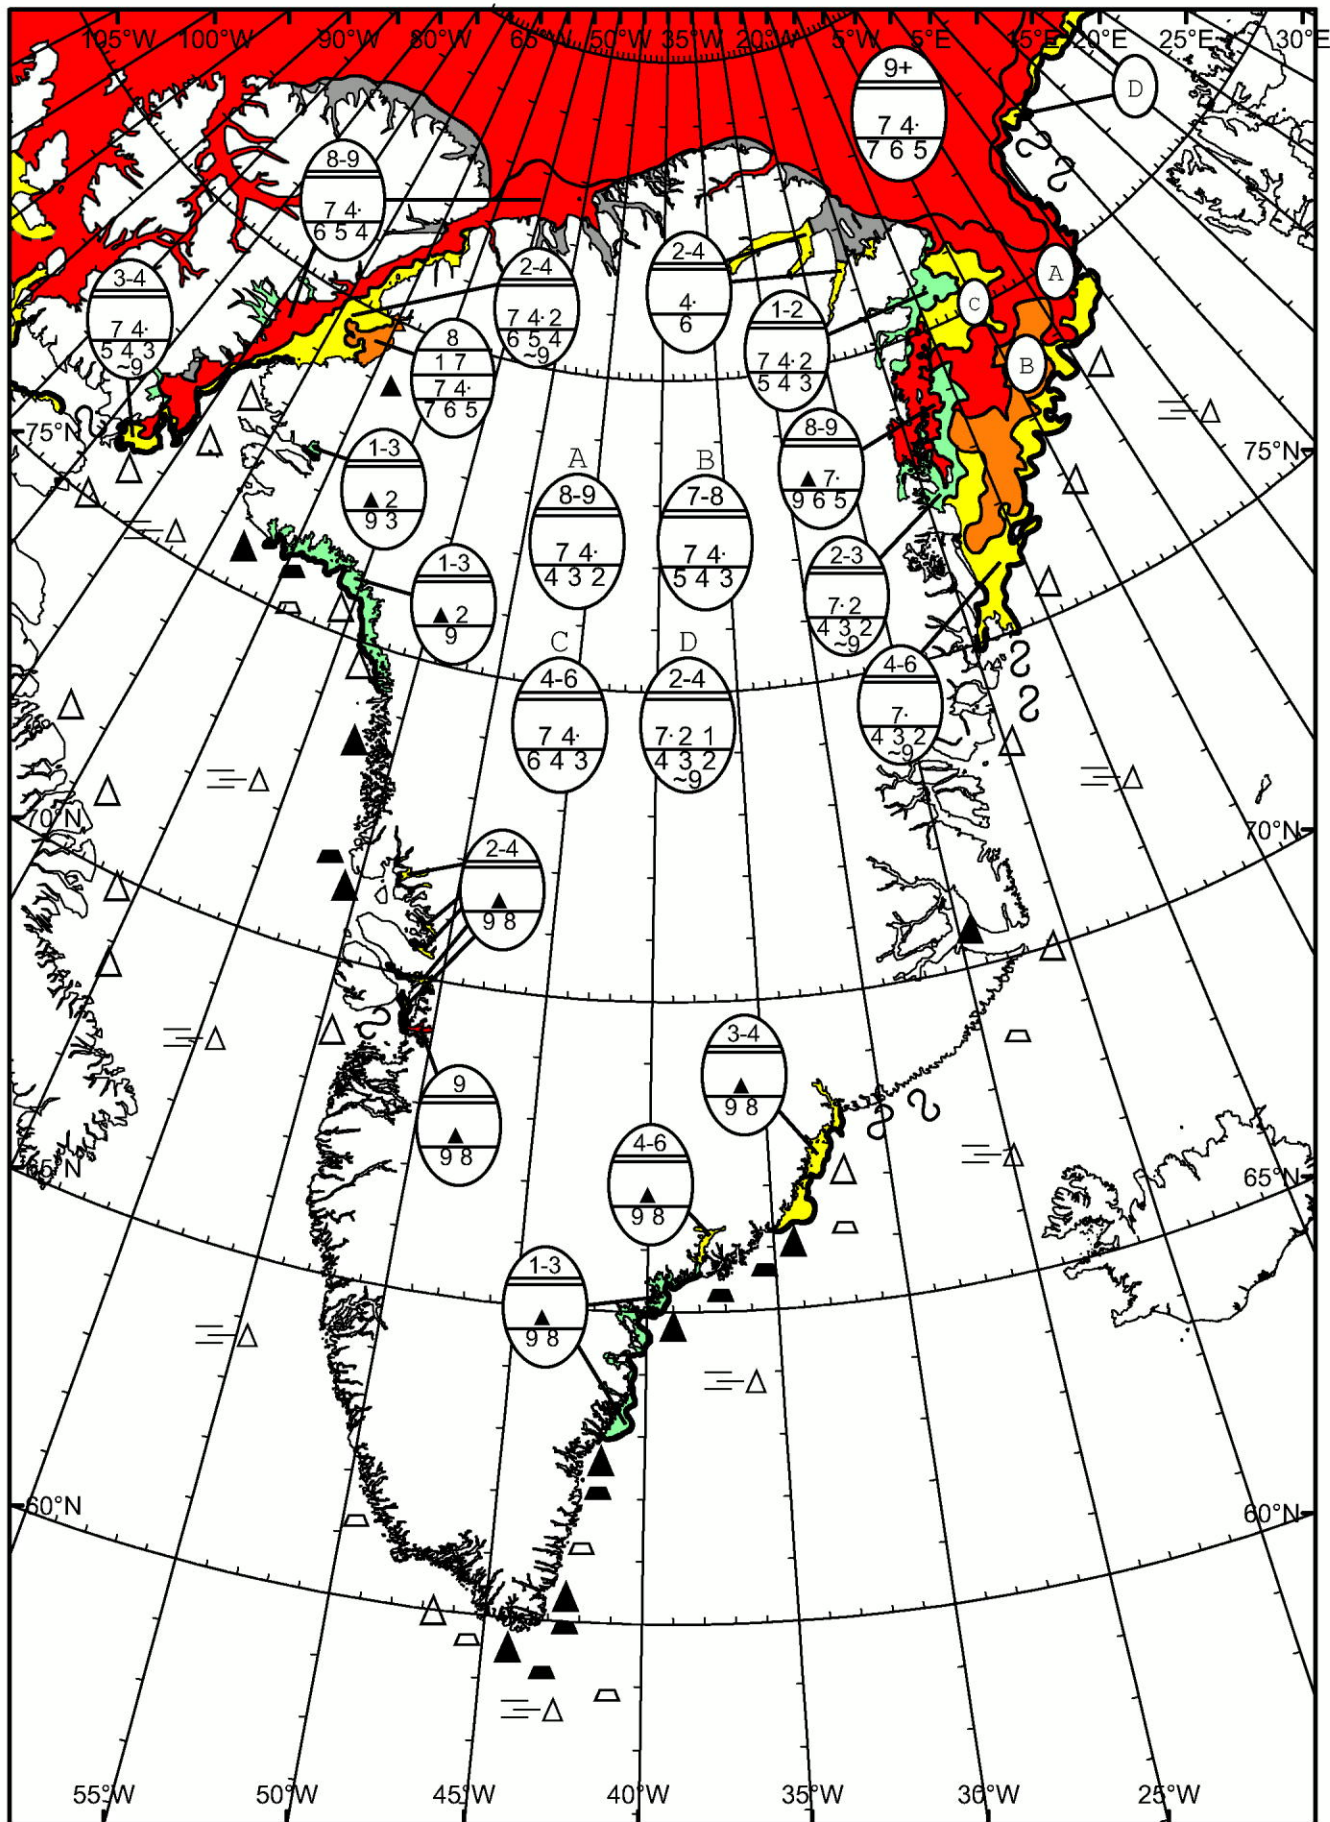 105°W 100°W 90°W 80°W 65°W 50°W 35°W 20°W 5°W 5°E 15°E 20°E 25°E 30°E
9+
7 4·
7 6 5
D
8-9
7 4·
6 5 4
3-4
7 4·
5 4 3
~9
2-4
7 4·2
6 5 4
~9
2-4
4·
6
1-2
7 4·2
5 4 3
A
C
B
8
1 7
7 4·
7 6 5
75°N
75°N
1-3
▲ 2
9 3
8-9
▲ 7·
9 6 5
A
8-9
7 4·
4 3 2
B
7-8
7 4·
5 4 3
1-3
▲ 2
9
2-3
7·2
4 3 2
~9
C
4-6
7 4·
6 4 3
D
2-4
7·2 1
4 3 2
~9
4-6
7·
4 3 2
~9
70°N
70°N
2-4
▲
9 8
3-4
▲
9 8
9
▲
9 8
4-6
▲
9 8
65°N
65°N
1-3
▲
9 8
60°N
60°N
55°W 50°W 45°W 40°W 35°W 30°W 25°W